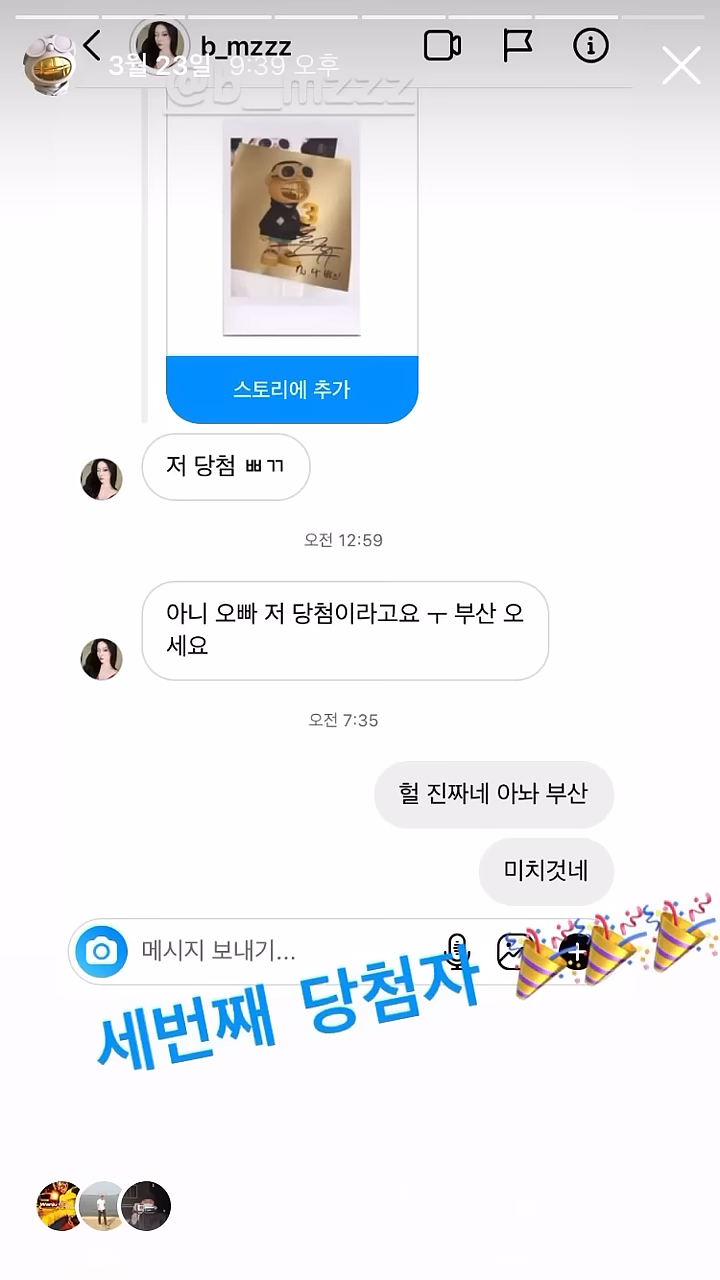 b_mzzz
3월 23일 9:39 오후
@b_mzzz
3
스토리에 추가
저 당첨 ㅃㄲ
오전 12:59
아니 오빠 저 당첨이라고요 ㅜ 부산 오
세요
오전 7:35
헐 진짜네 아놔 부산
미치것네
메시지 보내기...
세번째 당첨자